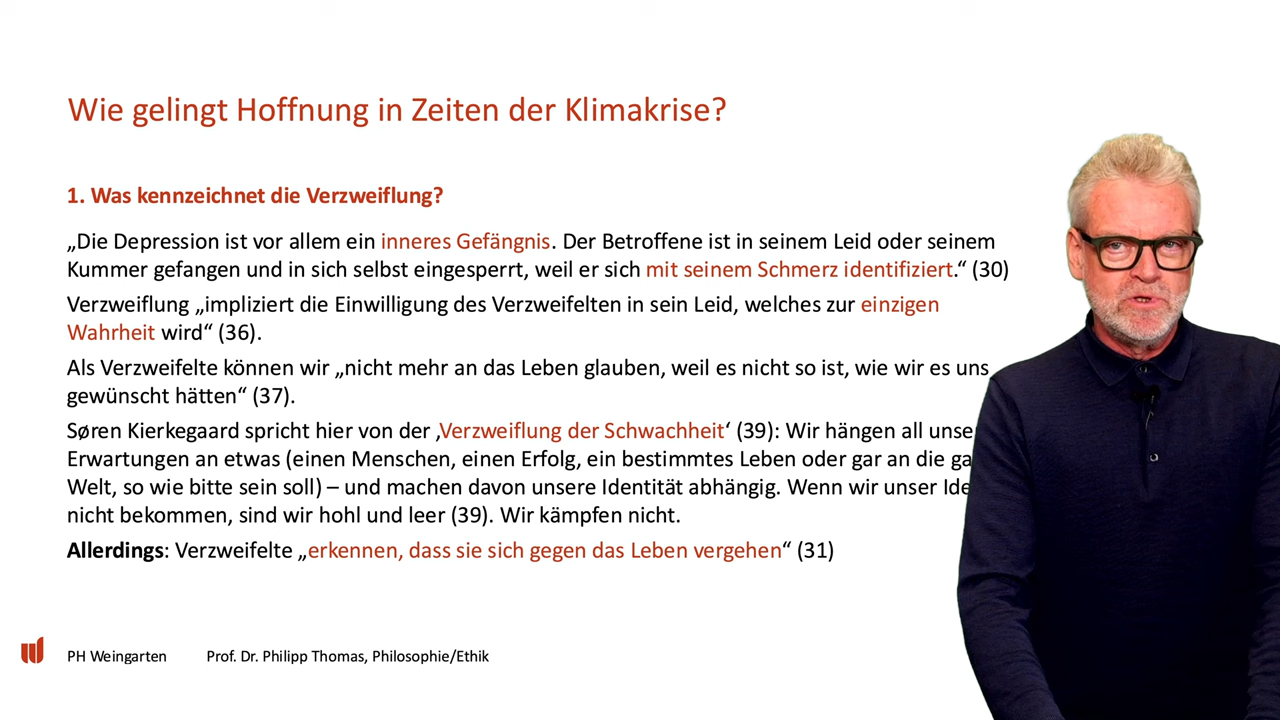 Wie gelingt Hoffnung in Zeiten der Klimakrise?
1. Was kennzeichnet die Verzweiflung?
„Die Depression ist vor allem ein inneres Gefängnis. Der Betroffene ist in seinem Leid oder seinem
Kummer gefangen und in sich selbst eingesperrt, weil er sich mit seinem Schmerz identifiziert.“ (30)
Verzweiflung „impliziert die Einwilligung des Verzweifelten in sein Leid, welches zur einzigen
Wahrheit wird“ (36).
Als Verzweifelte können wir „nicht mehr an das Leben glauben, weil es nicht so ist, wie wir es uns
gewünscht hätten“ (37).
Søren Kierkegaard spricht hier von der ‚Verzweiflung der Schwachheit‘ (39): Wir hängen all
Erwartungen an etwas (einen Menschen, einen Erfolg, ein bestimmtes Leben oder gar an die
Welt, so wie bitte sein soll) – und machen davon unsere Identität abhängig. Wenn wir unser
nicht bekommen, sind wir hohl und leer (39). Wir kämpfen nicht.
Allerdings: Verzweifelte „erkennen, dass sie sich gegen das Leben vergehen“ (31)
PH Weingarten Prof. Dr. Philipp Thomas, Philosophie/Ethik